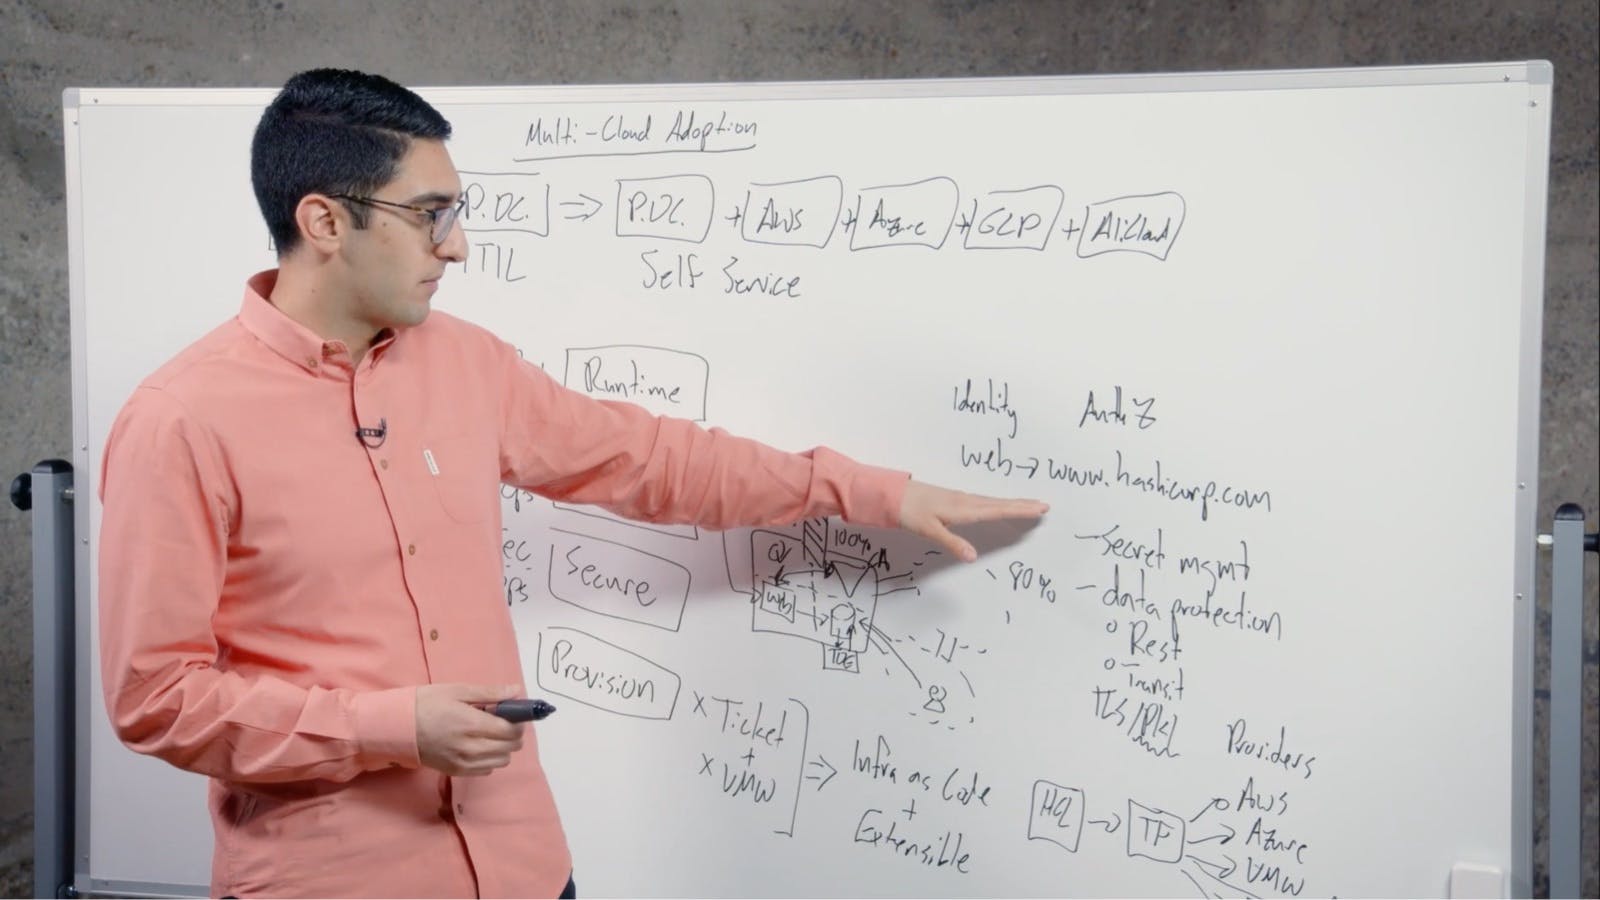 Multi-Cloud Adoption
P.DC. ⇒ P.DC. + AWS + Azure + GCP + AliCloud
ITIL Self Service
Runtime
Identity AuthZ
web → www.hashicorp.com
- Secret mgmt
80% - data protection
o Rest
o Transit
TLS/PKI
ec
Secure
100%
Web
TDE
Provision
x Ticket
+
x VMW
⇒ Infra as Code
+
Extensible
Providers
HCL → TF
AWS
Azure
VMW